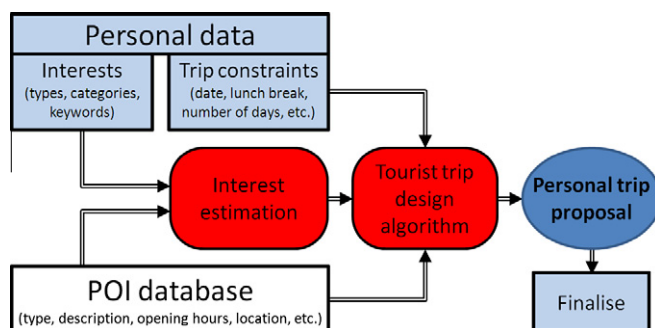 Personal data
Interests
(types, categories,
keywords)
Trip constraints
(date, lunch break,
number of days, etc.)
Interest
estimation
Tourist trip
design
algorithm
Personal trip
proposal
POI database
(type, description, opening hours, location, etc.)
Finalise